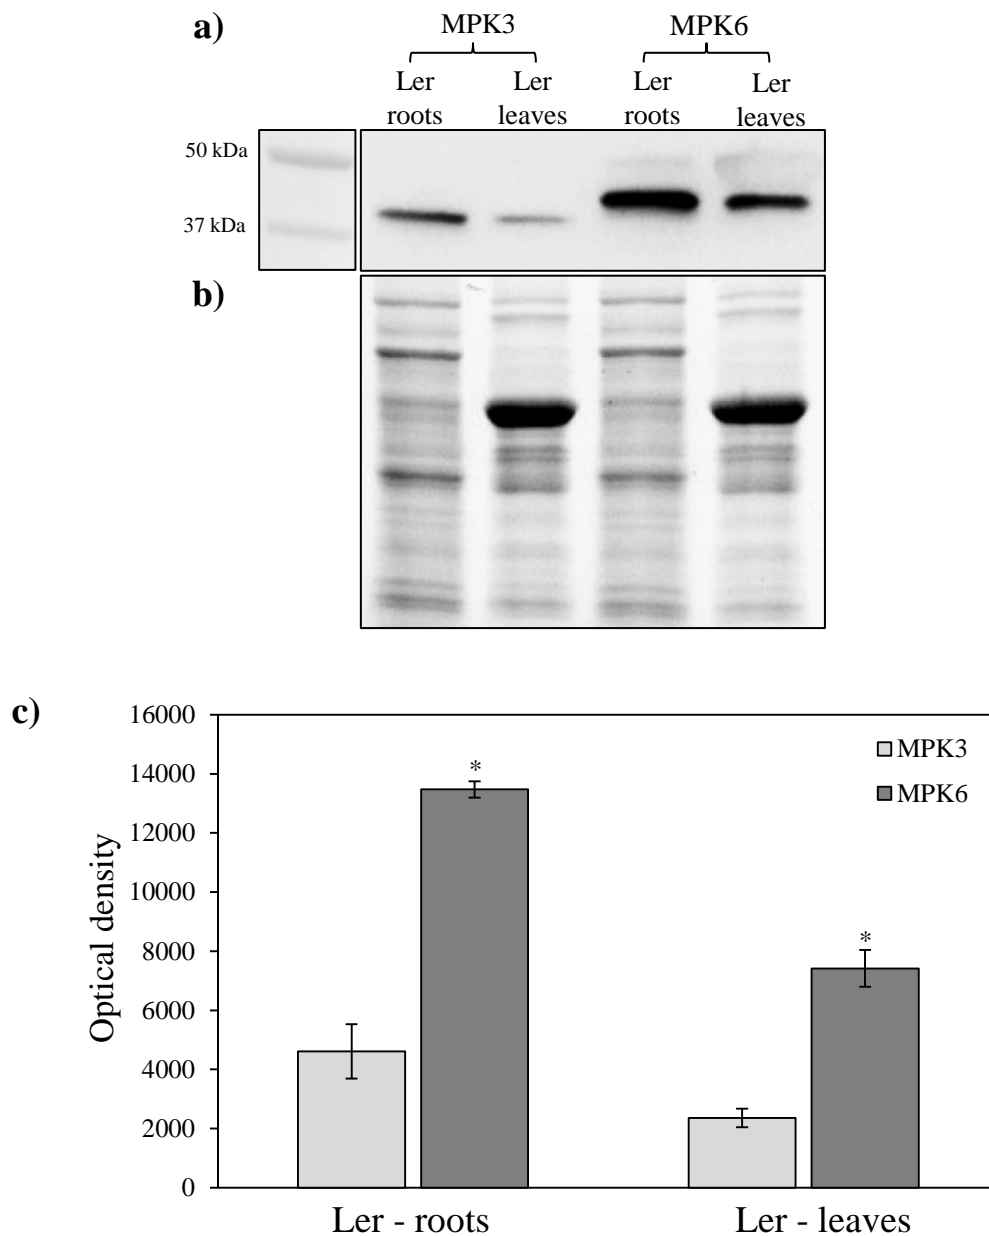 a)
MPK3
MPK6
Ler
roots
Ler
leaves
Ler
roots
Ler
leaves
50 kDa
37 kDa
b)
c)
16000
14000
12000
10000
8000
6000
4000
2000
0
Optical density
*
*
MPK3
MPK6
Ler - roots
Ler - leaves